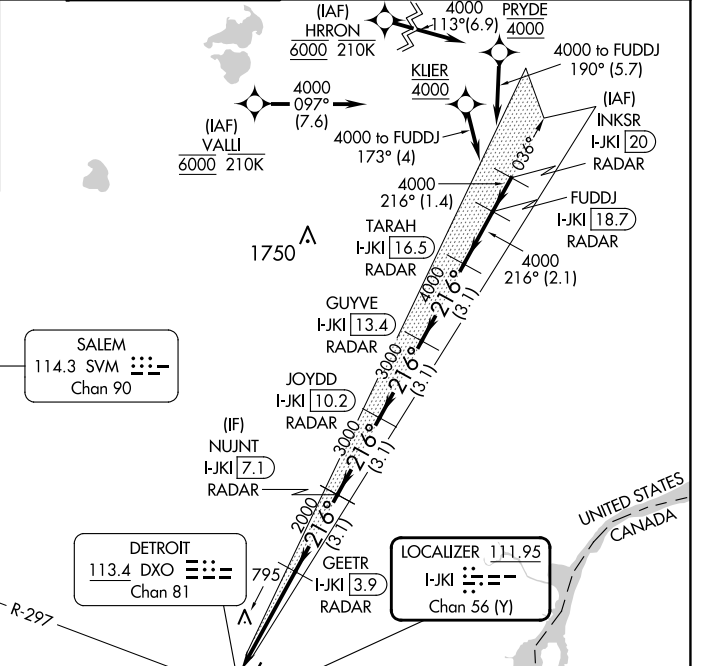 (IAF)
HRRON
6000 210K
4000
113°(6.9)
PRYDE
4000
4000 to FUDDJ
190° (5.7)
KLIER
4000
4000
097°
(7.6)
(IAF)
VALLI
6000 210K
4000 to FUDDJ
173° (4)
(IAF)
INKSR
I-JKI 20
RADAR
036°
4000
216° (1.4)
FUDDJ
I-JKI 18.7
RADAR
TARAH
I-JKI 16.5
RADAR
4000
216° (2.1)
1750
4000
216°
(3.1)
GUYVE
I-JKI 13.4
RADAR
3000
216°
(3.1)
SALEM
114.3 SVM
Chan 90
JOYDD
I-JKI 10.2
RADAR
3000
216°
(3.1)
(IF)
NUJNT
I-JKI 7.1
RADAR
2000
216°
(3.1)
UNITED STATES
CANADA
DETROIT
113.4 DXO
Chan 81
795
GEETR
I-JKI 3.9
RADAR
LOCALIZER 111.95
I-JKI
Chan 56 (Y)
R-297